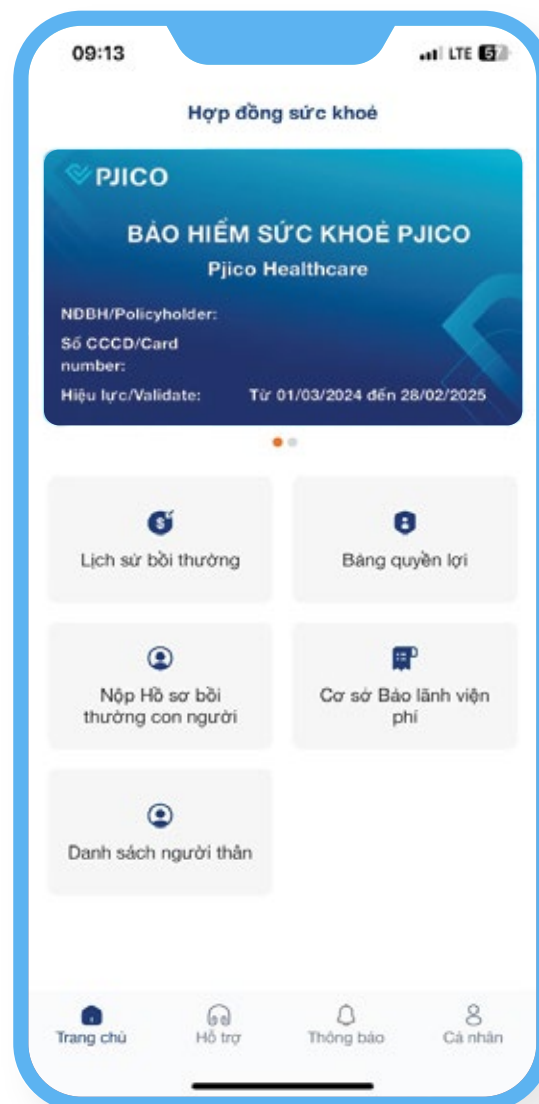 09:13
LTE 57
Hợp đồng sức khoẻ
PJICO
BẢO HIỂM SỨC KHOẺ PJICO
Pjico Healthcare
NĐBH/Policyholder:
Số CCCD/Card
number:
Hiệu lực/Validate: Từ 01/03/2024 đến 28/02/2025
Lịch sử bồi thường
Bảng quyền lợi
Nộp Hồ sơ bồi
thường con người
Cơ sở Bảo lãnh viện
phí
Danh sách người thân
Trang chủ
Hỗ trợ
Thông báo
Cá nhân